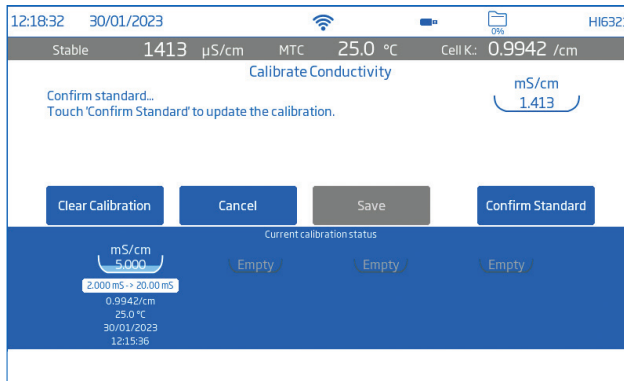 12:18:32 30/01/2023 0% HI6321
Stable 1413 µS/cm MTC 25.0 °C Cell K.: 0.9942 /cm
Calibrate Conductivity
Confirm standard...
Touch 'Confirm Standard' to update the calibration.
mS/cm
1.413
Clear Calibration Cancel Save Confirm Standard
Current calibration status
mS/cm
5.000 Empty Empty Empty
2.000 mS -> 20.00 mS
0.9942/cm
25.0 °C
30/01/2023
12:15:36